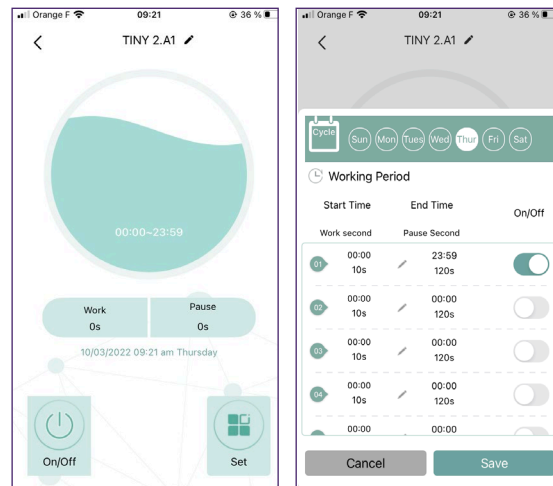 Orange F 09:21 36 %
TINY 2.A1
00:00~23:59
Work Pause
0s 0s
10/03/2022 09:21 am Thursday
On/Off Set
Orange F 09:21 36 %
TINY 2.A1
Cycle Sun Mon Tues Wed Thur Fri Sat
Working Period
Start Time End Time On/Off
Work second Pause Second
01 00:00 23:59
10s 120s
02 00:00 00:00
10s 120s
03 00:00 00:00
10s 120s
04 00:00 00:00
10s 120s
00:00 00:00
Cancel Save